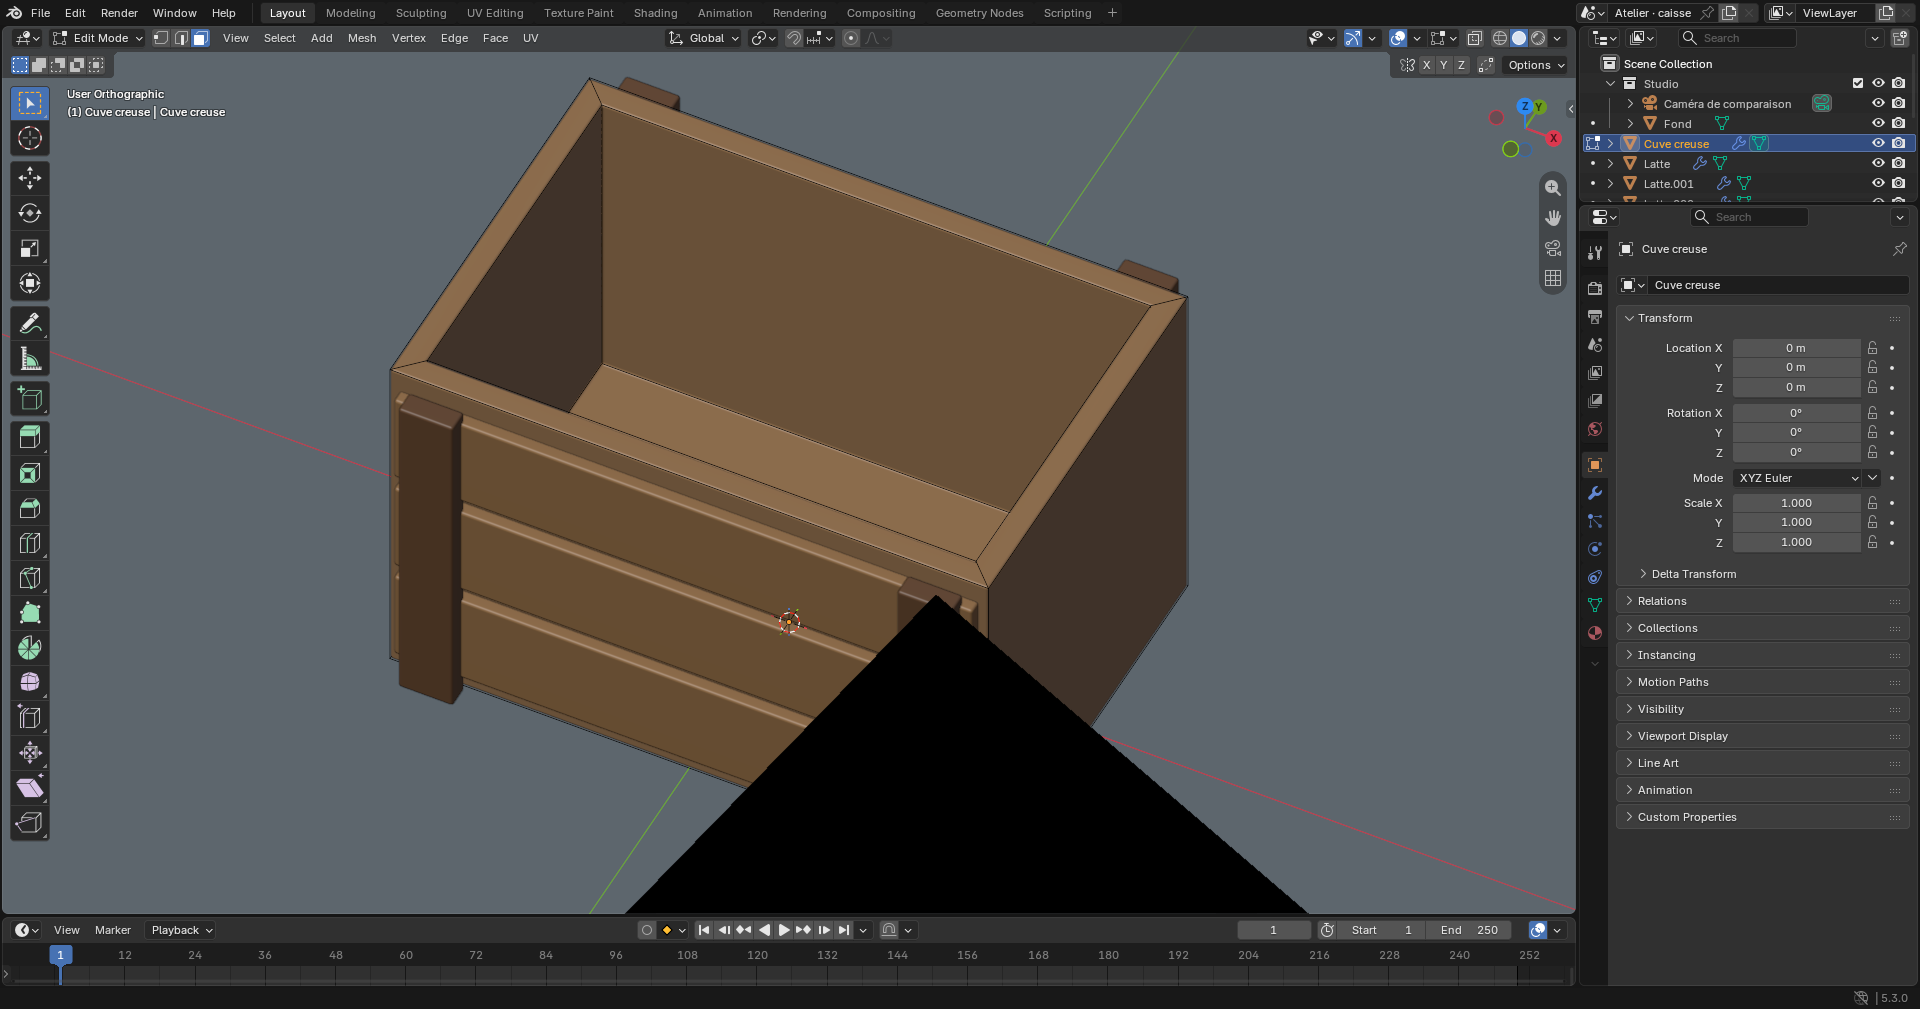 File Edit Render Window Help Layout Modeling Sculpting UV Editing Texture Paint Shading Animation Rendering Compositing Geometry Nodes Scripting Atelier · caisse ViewLayer
Edit Mode View Select Add Mesh Vertex Edge Face UV Global Search
X Y Z Options
User Orthographic
(1) Cuve creuse | Cuve creuse
Z Y X
Scene Collection
Studio
Caméra de comparaison
Fond
Cuve creuse
Latte
Latte.001
Search
Cuve creuse
Cuve creuse
Transform
Location X 0 m
Y 0 m
Z 0 m
Rotation X 0°
Y 0°
Z 0°
Mode XYZ Euler
Scale X 1.000
Y 1.000
Z 1.000
Delta Transform
Relations
Collections
Instancing
Motion Paths
Visibility
Viewport Display
Line Art
Animation
Custom Properties
View Marker Playback 1 Start 1 End 250
1 12 24 36 48 60 72 84 96 108 120 132 144 156 168 180 192 204 216 228 240 252
5.3.0